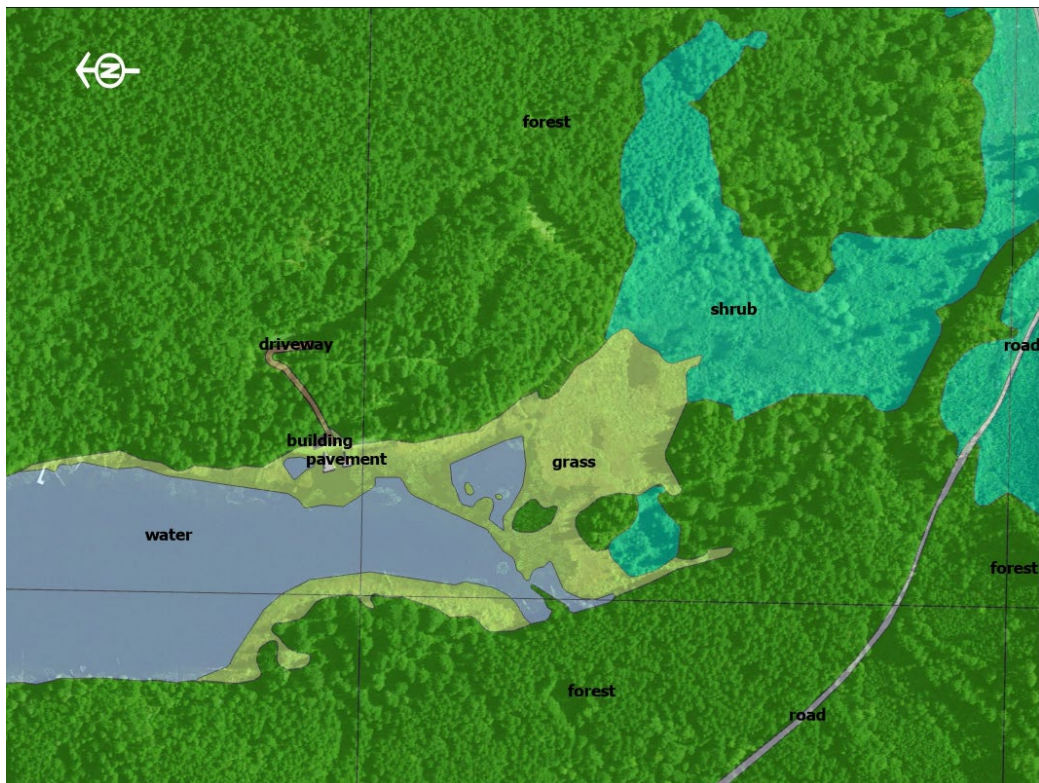 N
forest
shrub
driveway
road
building
pavement
grass
water
forest
forest
road